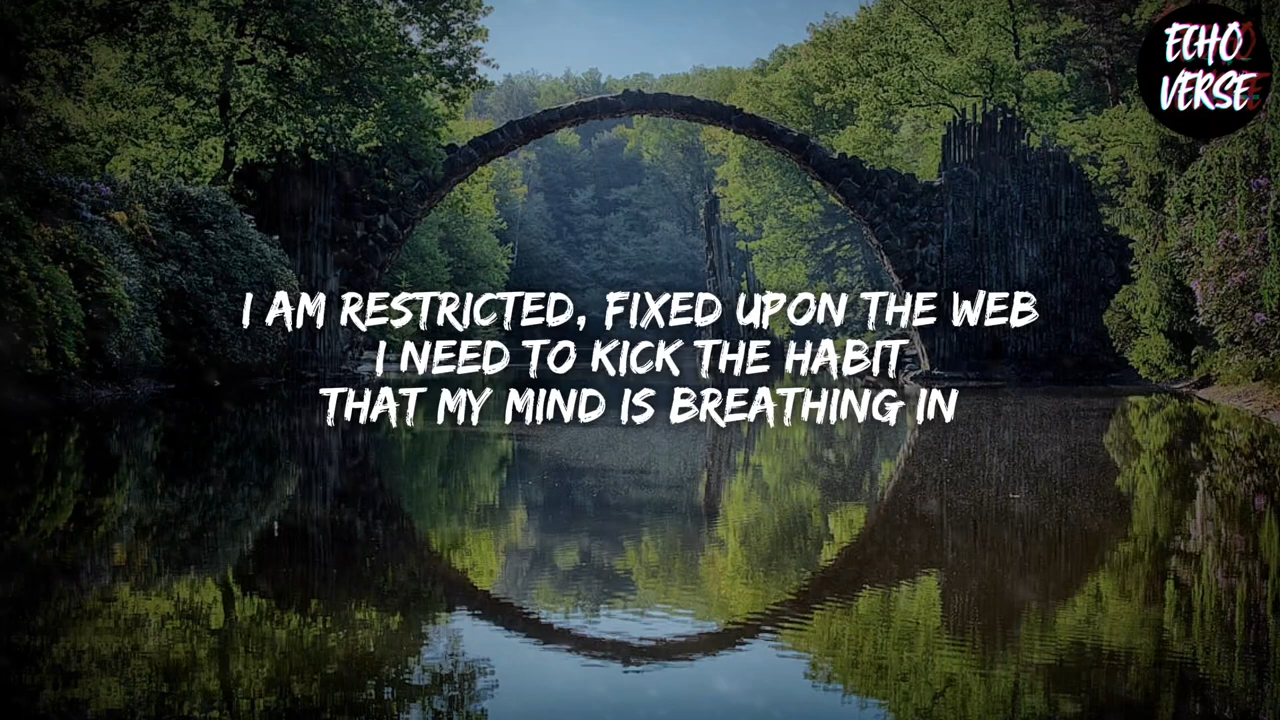 ECHO
VERSE
I AM RESTRICTED, FIXED UPON THE WEB
I NEED TO KICK THE HABIT
THAT MY MIND IS BREATHING IN